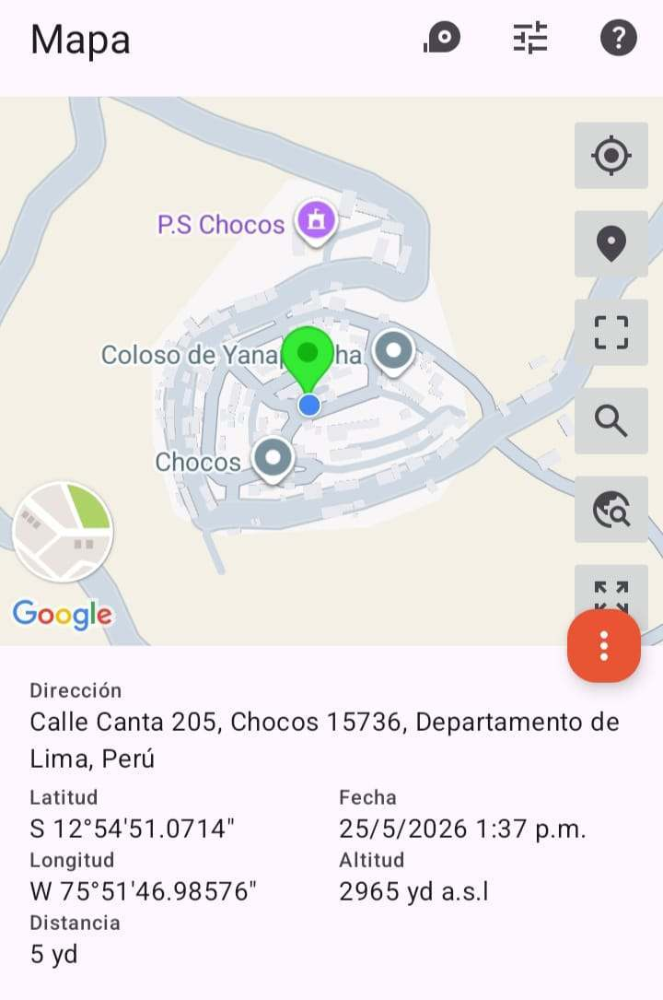 Mapa
P.S Chocos
Coloso de Yana ha
Chocos
Google
Dirección
Calle Canta 205, Chocos 15736, Departamento de
Lima, Perú
Latitud
Fecha
S 12°54'51.0714"
25/5/2026 1:37 p.m.
Longitud
Altitud
W 75°51'46.98576"
2965 yd a.s.l
Distancia
5 yd